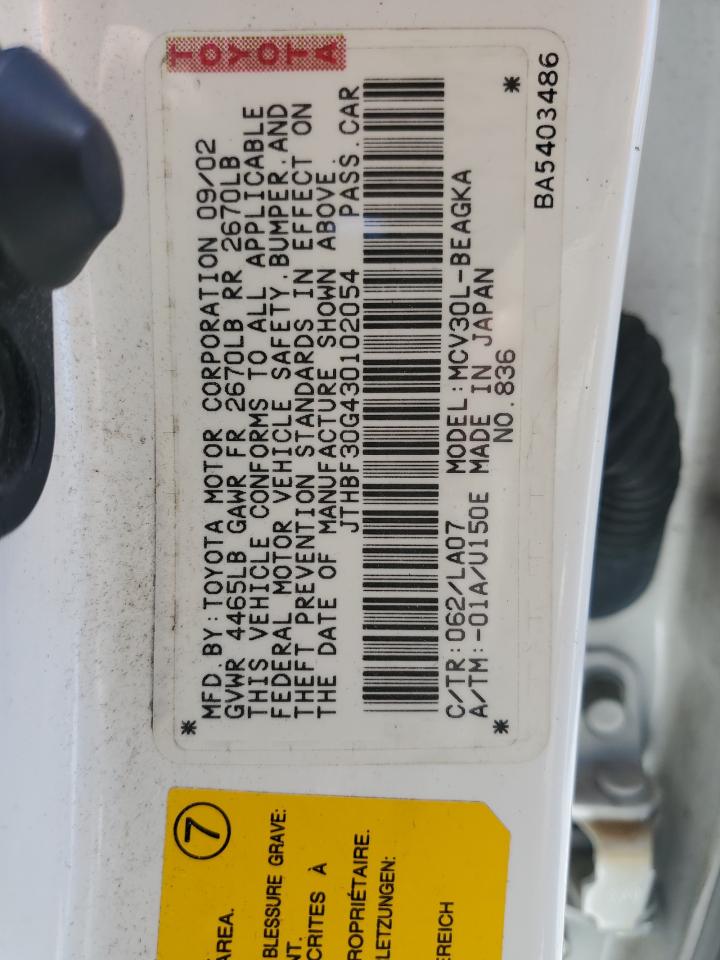 TOYOTA
MFD.BY:TOYOTA MOTOR CORPORATION 09/02
GVWR 4465LB GAWR FR 2670LB RR 2670LB
THIS VEHICLE CONFORMS TO ALL APPLICABLE
FEDERAL MOTOR VEHICLE SAFETY,BUMPER,AND
THEFT PREVENTION STANDARDS IN EFFECT ON
THE DATE OF MANUFACTURE SHOWN ABOVE.
JTHBF30G430102054 PASS.CAR
C/TR:062/LA07 MODEL:MCV30L-BEAGKA
A/TM:-01A/U150E MADE IN JAPAN
NO.836
BA5403486
7
AREA.
BLESSURE GRAVE:
NT.
CRITES À
ROPRIÉTAIRE.
LETZUNGEN:
EREICH